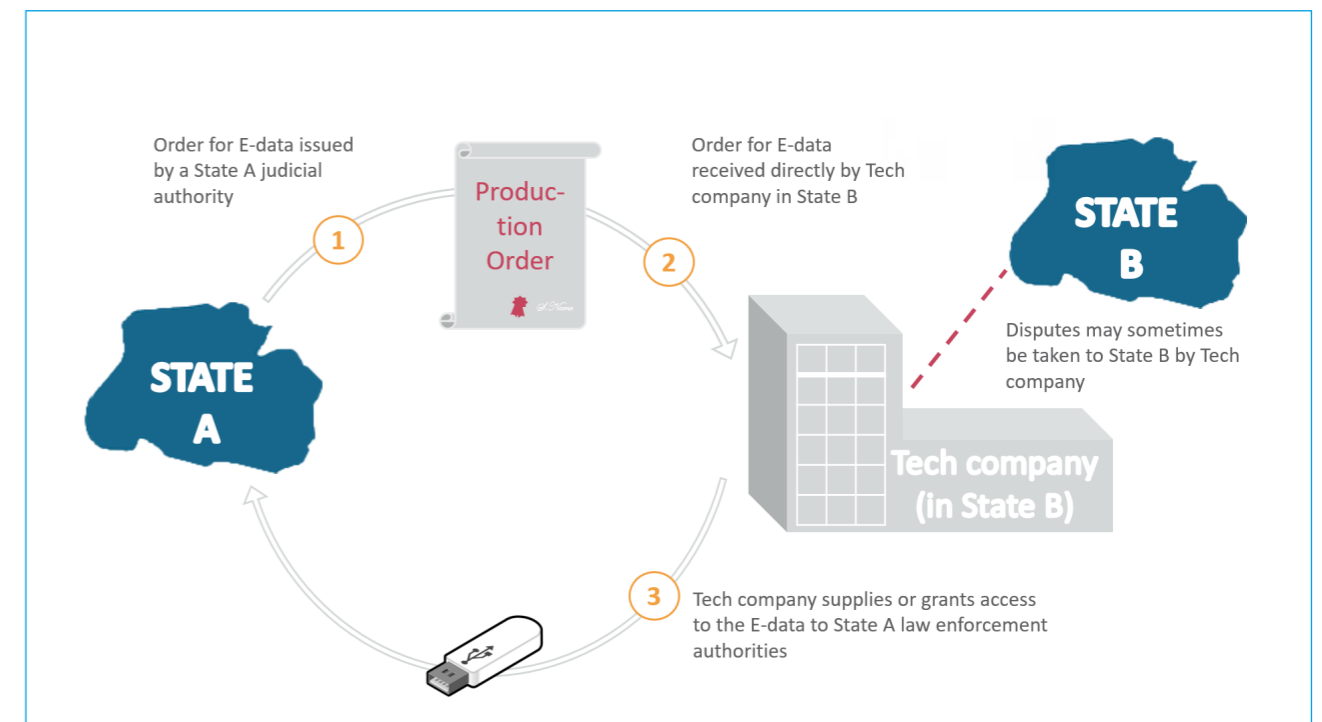 Order for E-data issued
by a State A judicial
authority
1
Produc-
tion
Order
S. Name
2
Order for E-data
received directly by Tech
company in State B
STATE
B
Disputes may sometimes
be taken to State B by Tech
company
STATE
A
Tech company
(in State B)
3
Tech company supplies or grants access
to the E-data to State A law enforcement
authorities